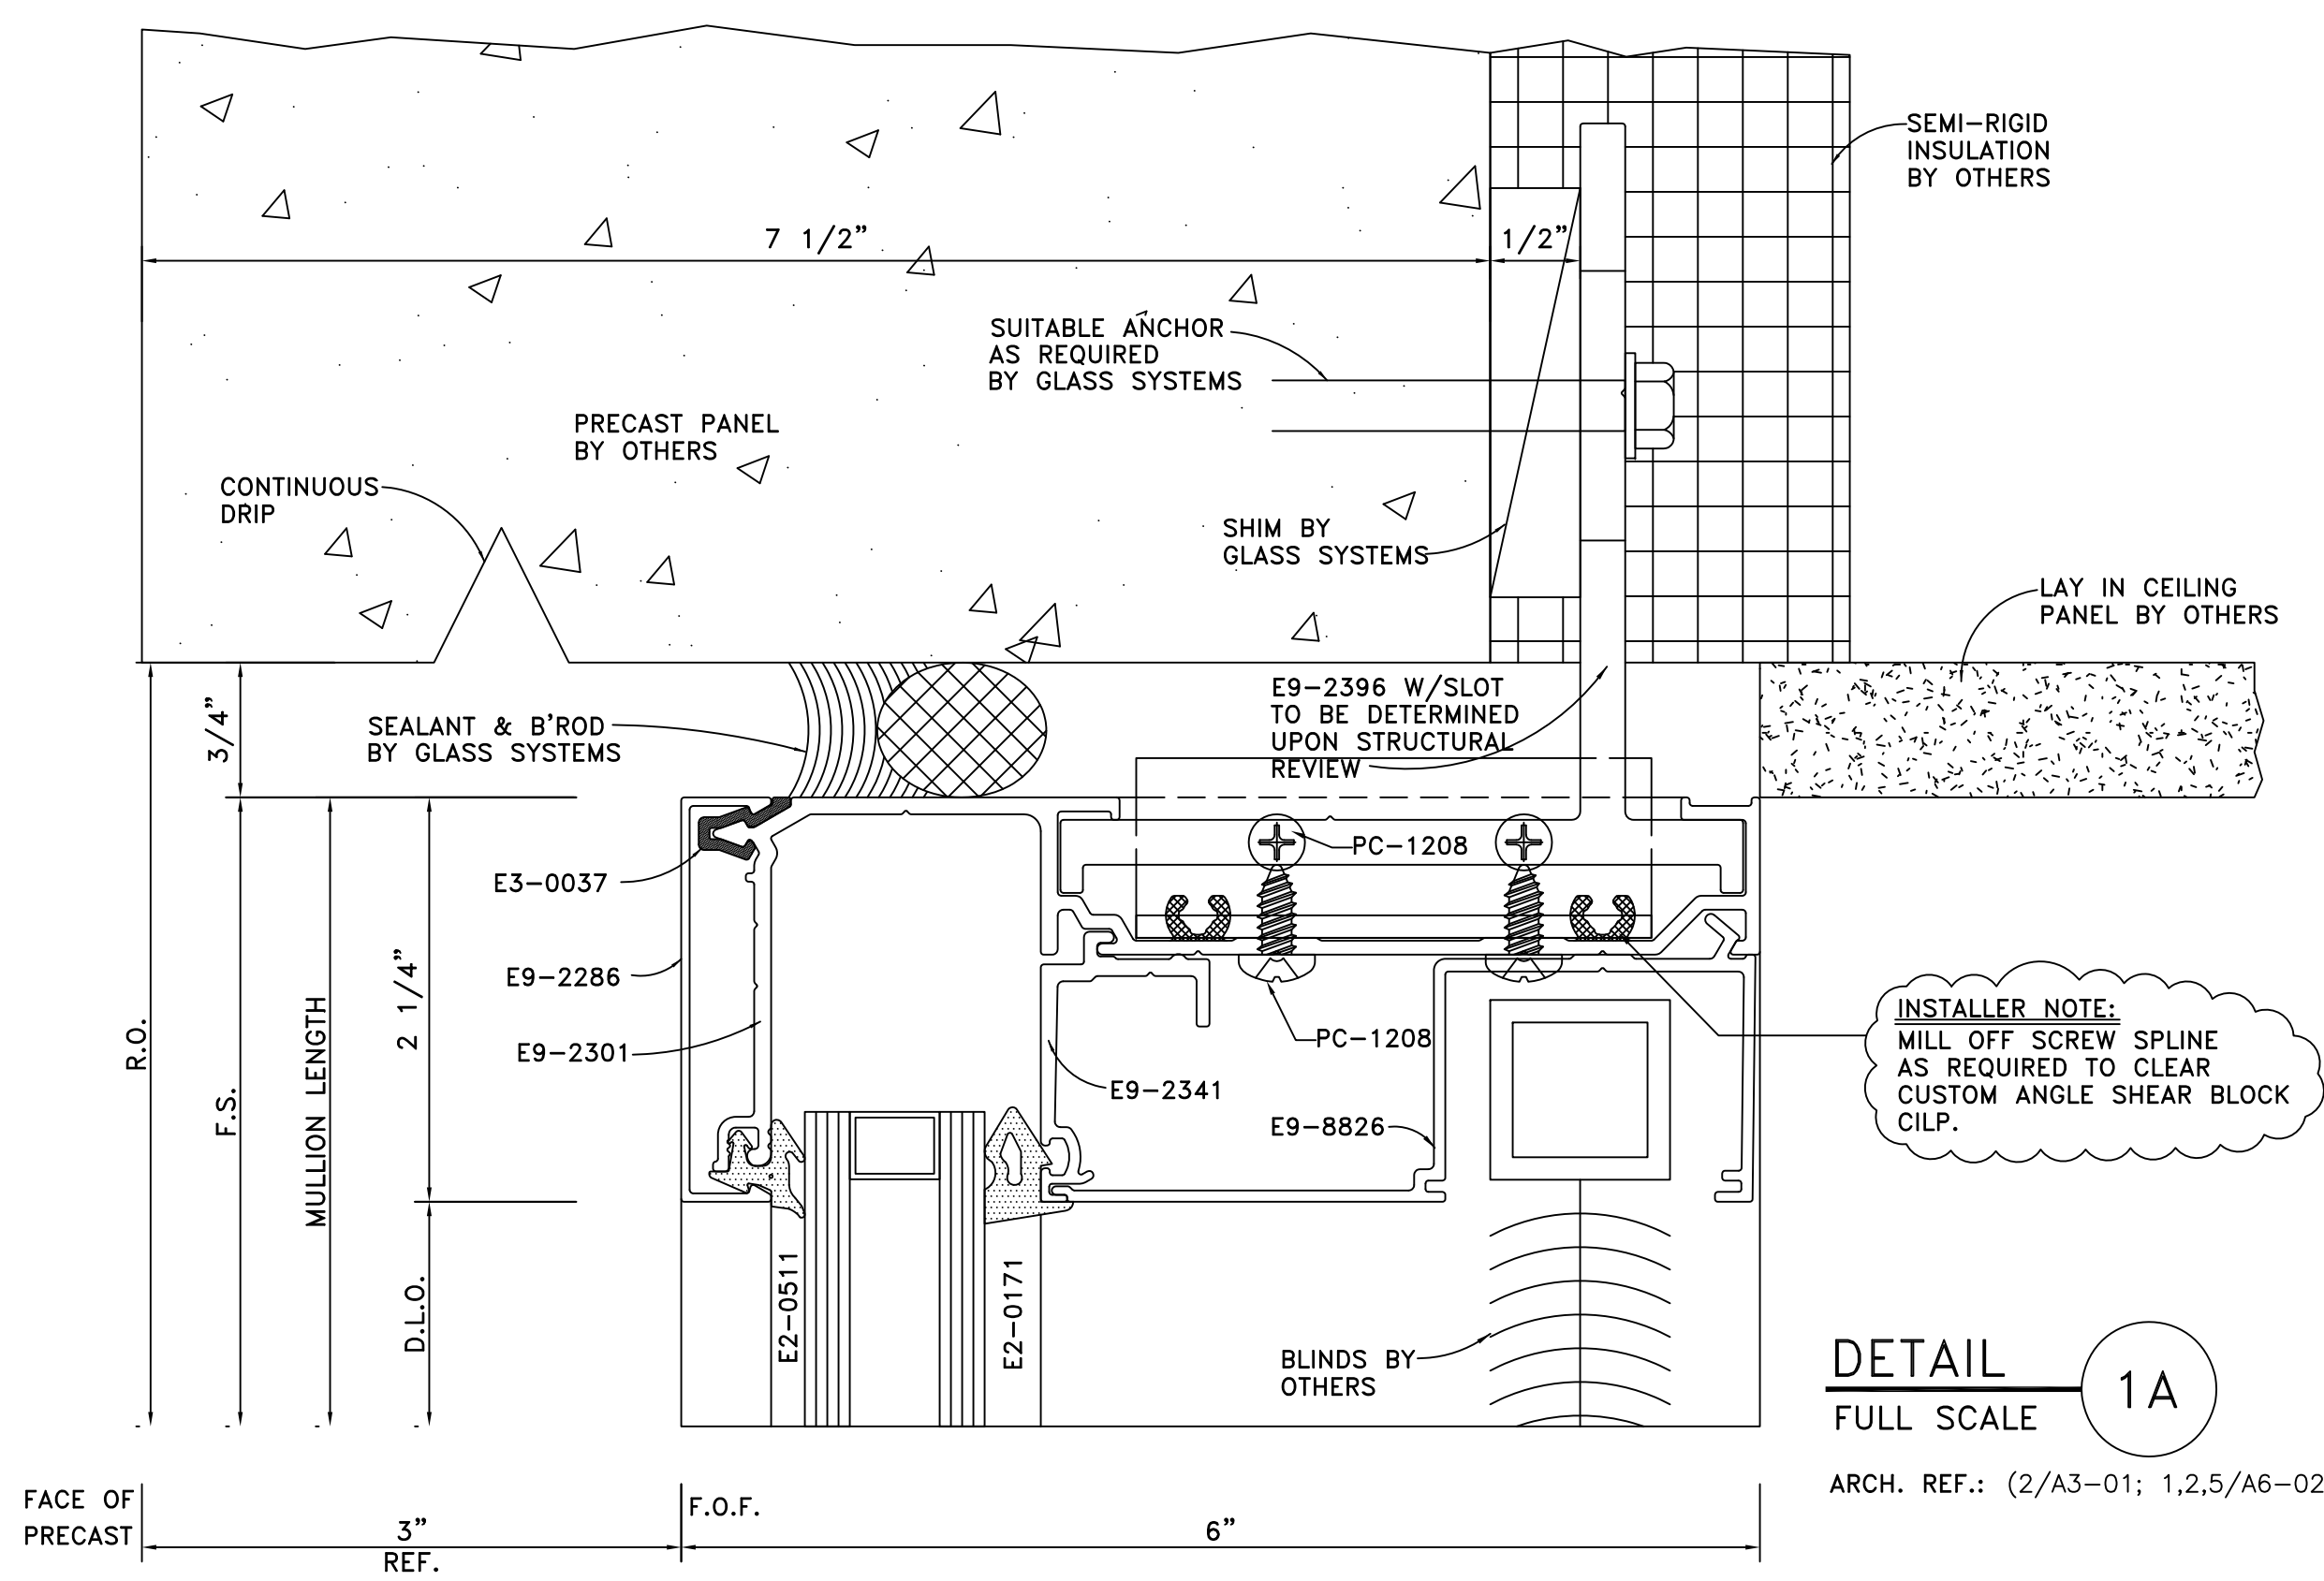 SEMI-RIGID
INSULATION
BY OTHERS
7 1/2"
1/2"
SUITABLE ANCHOR
AS REQUIRED
BY GLASS SYSTEMS
PRECAST PANEL
BY OTHERS
CONTINUOUS
DRIP
SHIM BY
GLASS SYSTEMS
LAY IN CEILING
PANEL BY OTHERS
3/4"
SEALANT & B'ROD
BY GLASS SYSTEMS
E9-2396 W/SLOT
TO BE DETERMINED
UPON STRUCTURAL
REVIEW
PC-1208
E3-0037
E9-2286
E9-2301
2 1/4"
R.O.
F.S.
MULLION LENGTH
D.L.O.
PC-1208
E9-2341
E9-8826
INSTALLER NOTE:
MILL OFF SCREW SPLINE
AS REQUIRED TO CLEAR
CUSTOM ANGLE SHEAR BLOCK
CILP.
E2-0511
E2-0171
BLINDS BY
OTHERS
DETAIL
1A
FULL SCALE
ARCH. REF.: (2/A3-01; 1,2,5/A6-02
FACE OF
PRECAST
F.O.F.
3"
REF.
6"